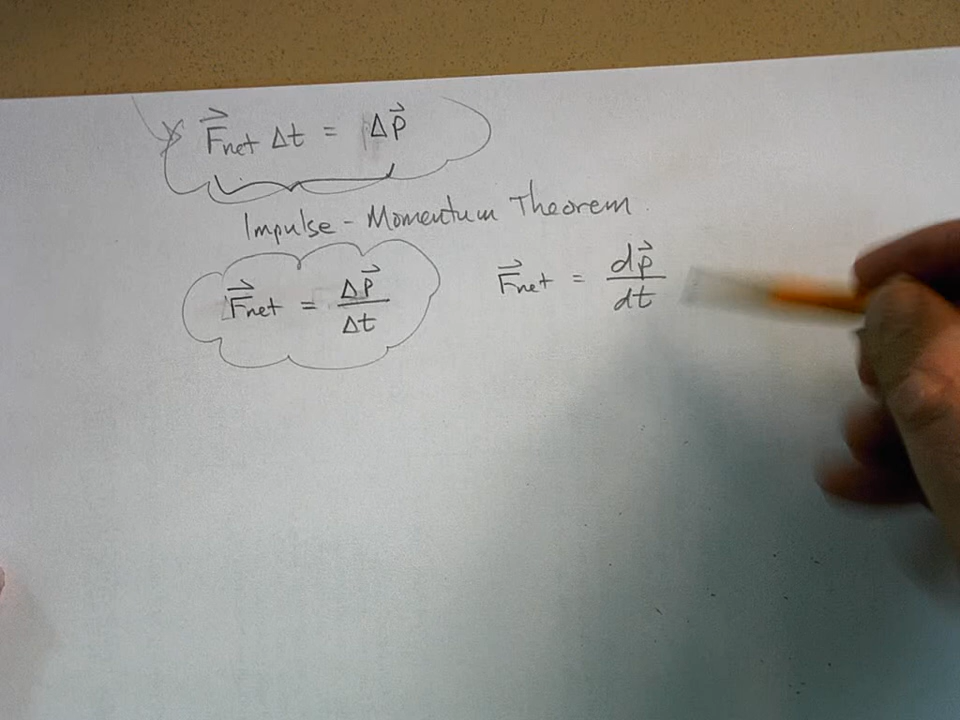 F⃗net Δt = Δp⃗
Impulse - Momentum Theorem.
F⃗net = Δp⃗/Δt
F⃗net = dp⃗/dt